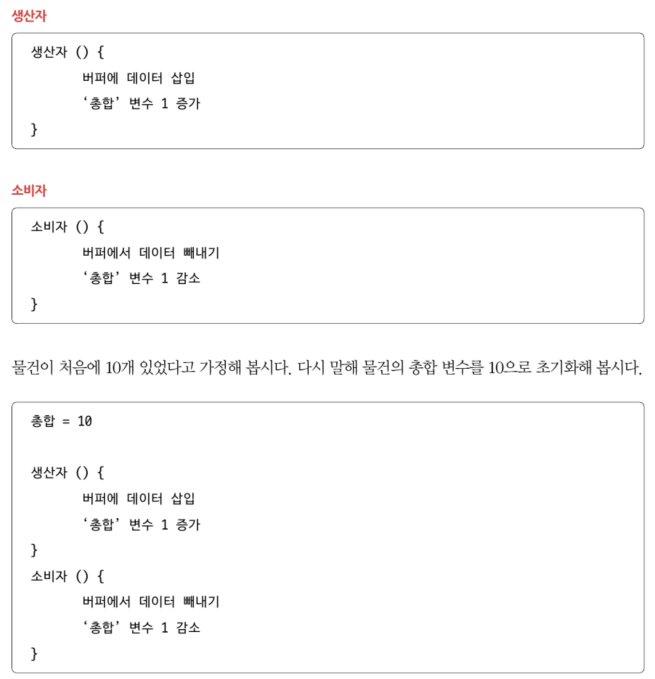 생산자
생산자 () {
버퍼에 데이터 삽입
‘총합’ 변수 1 증가
}
소비자
소비자 () {
버퍼에서 데이터 빼내기
‘총합’ 변수 1 감소
}
물건이 처음에 10개 있었다고 가정해 봅시다. 다시 말해 물건의 총합 변수를 10으로 초기화해 봅시다.
총합 = 10
생산자 () {
버퍼에 데이터 삽입
‘총합’ 변수 1 증가
}
소비자 () {
버퍼에서 데이터 빼내기
‘총합’ 변수 1 감소
}